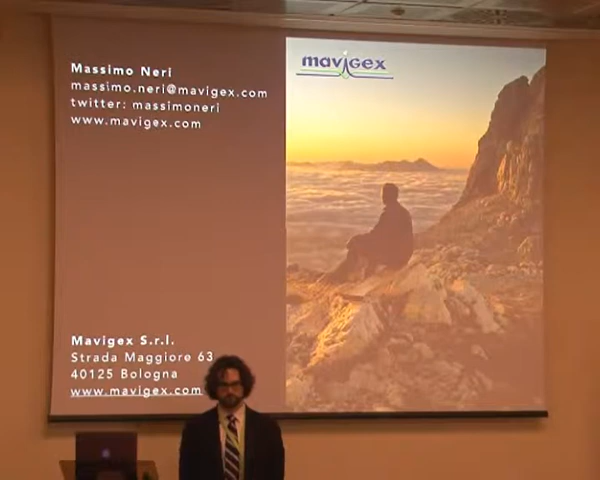 Massimo Neri
massimo.neri@mavigex.com
twitter: massimoneri
www.mavigex.com
mavigex
Mavigex S.r.l.
Strada Maggiore 63
40125 Bologna
www.mavigex.com